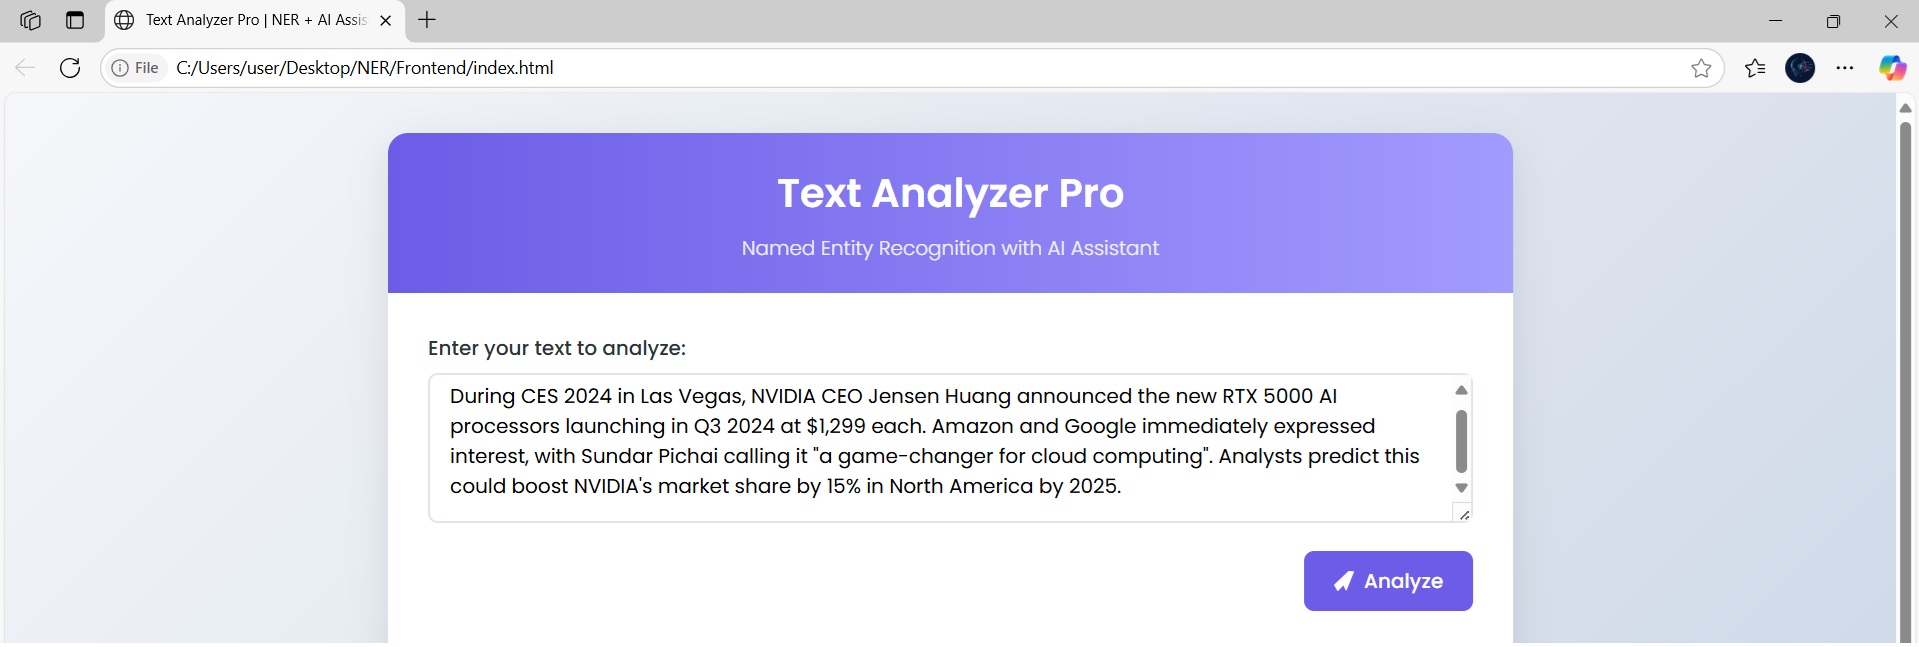 Text Analyzer Pro | NER + AI Assis
File C:/Users/user/Desktop/NER/Frontend/index.html
Text Analyzer Pro
Named Entity Recognition with AI Assistant
Enter your text to analyze:
During CES 2024 in Las Vegas, NVIDIA CEO Jensen Huang announced the new RTX 5000 AI
processors launching in Q3 2024 at $1,299 each. Amazon and Google immediately expressed
interest, with Sundar Pichai calling it "a game-changer for cloud computing". Analysts predict this
could boost NVIDIA's market share by 15% in North America by 2025.
Analyze